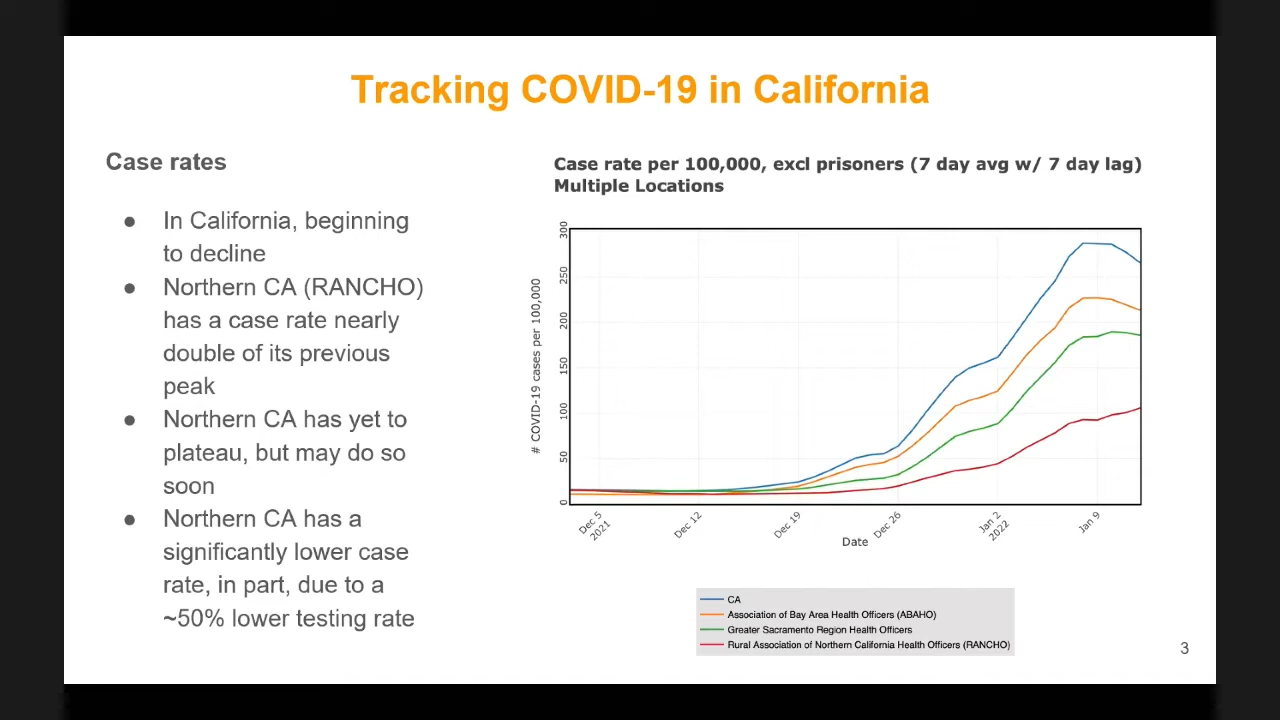 Tracking COVID-19 in California
Case rates
● In California, beginning
to decline
● Northern CA (RANCHO)
has a case rate nearly
double of its previous
peak
● Northern CA has yet to
plateau, but may do so
soon
● Northern CA has a
significantly lower case
rate, in part, due to a
~50% lower testing rate
Case rate per 100,000, excl prisoners (7 day avg w/ 7 day lag)
Multiple Locations
# COVID-19 cases per 100,000
300
250
200
150
100
50
0
Dec 5
2021
Dec 12
Dec 19
Dec 26
Jan 2
2022
Jan 9
Date
CA
Association of Bay Area Health Officers (ABAHO)
Greater Sacramento Region Health Officers
Rural Association of Northern California Health Officers (RANCHO)
3